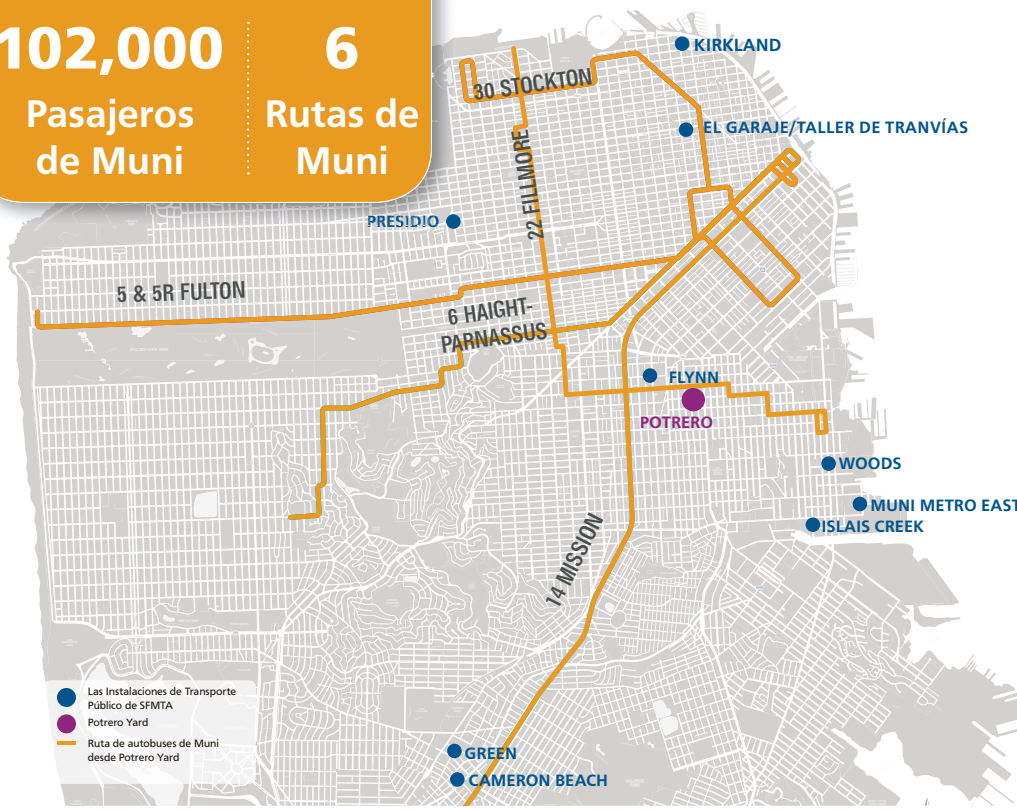 102,000
Pasajeros
de Muni
6
Rutas de
Muni
KIRKLAND
30 STOCKTON
EL GARAJE/TALLER DE TRANVÍAS
22 FILLMORE
PRESIDIO
5 & 5R FULTON
6 HAIGHT-
PARNASSUS
FLYNN
POTRERO
WOODS
MUNI METRO EAST
ISLAIS CREEK
14 MISSION
Las Instalaciones de Transporte
Público de SFMTA
Potrero Yard
Ruta de autobuses de Muni
desde Potrero Yard
GREEN
CAMERON BEACH